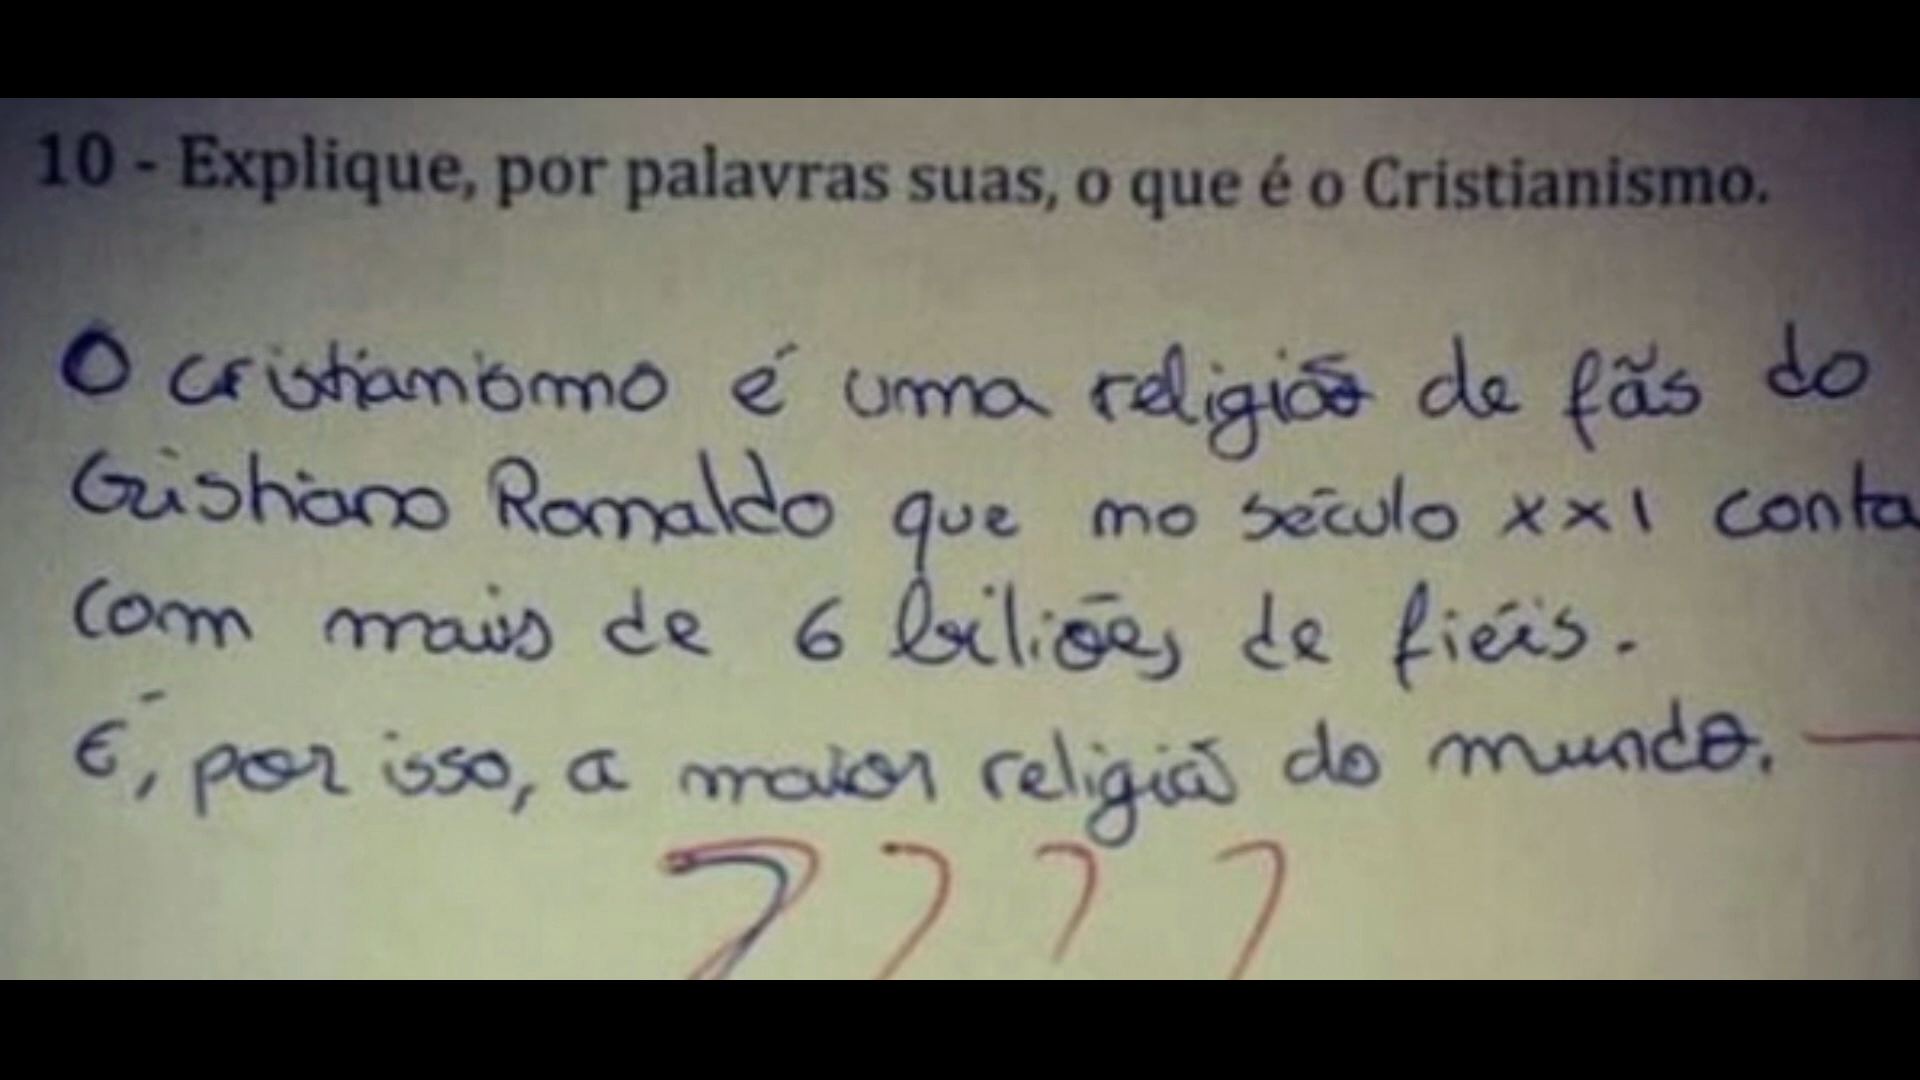 10 - Explique, por palavras suas, o que é o Cristianismo.
O cristianismo é uma religião de fãs do
Cristiano Ronaldo que no século XXI conta
com mais de 6 biliões de fiéis.
É, por isso, a maior religião do mundo.
? ? ? ?